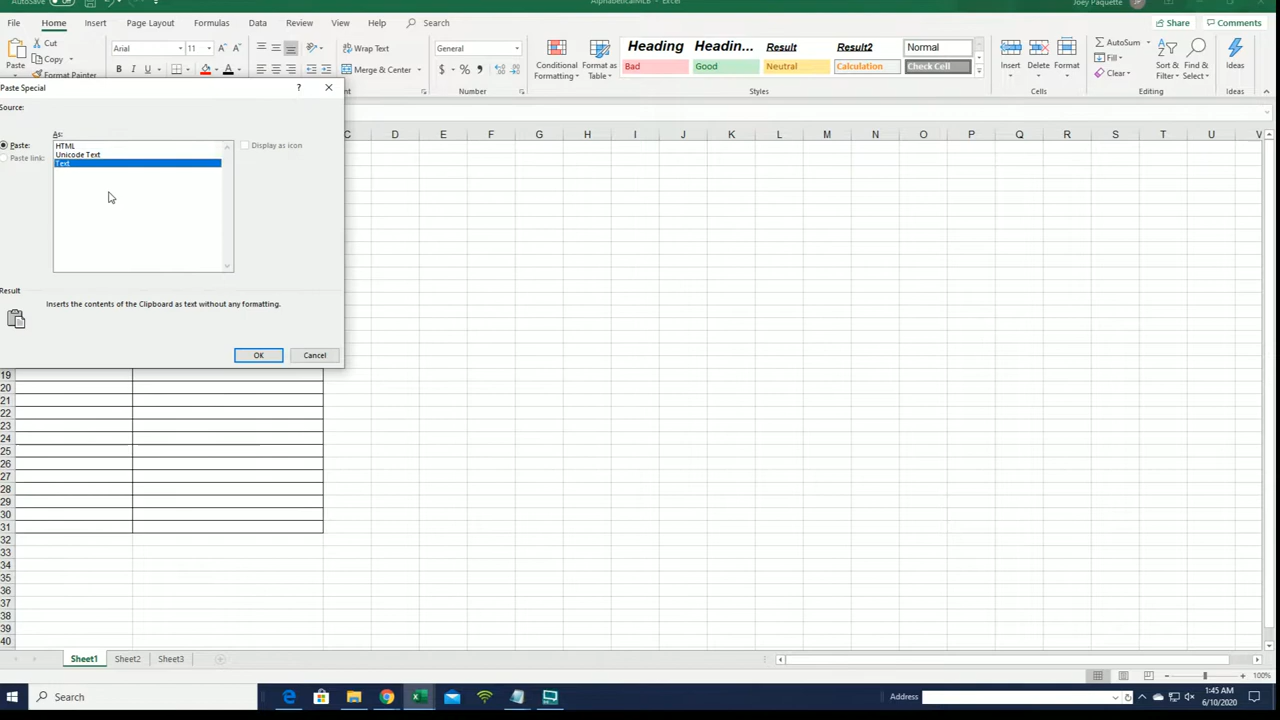 AutoSave Off AlphabeticalMLB - Excel Joey Paquette JP
File Home Insert Page Layout Formulas Data Review View Help Search Share Comments
Paste Cut Copy Format Painter
Arial 11 B I U A
Wrap Text Merge & Center
General $ % Number
Conditional Formatting Format as Table
Heading Headin... Result Result2 Normal
Bad Good Neutral Calculation Check Cell
Styles
Insert Delete Format Cells
AutoSum Fill Clear Sort & Filter Find & Select Ideas
Editing Ideas
Paste Special ?
Source:
As:
Paste:
Paste link:
HTML
Unicode Text
Text
Display as icon
Result
Inserts the contents of the Clipboard as text without any formatting.
OK Cancel
C D E F G H I J K L M N O P Q R S T U V
19
20
21
22
23
24
25
26
27
28
29
30
31
32
33
34
35
36
37
38
39
40
Sheet1 Sheet2 Sheet3
100%
Search Address 1:45 AM
6/10/2020